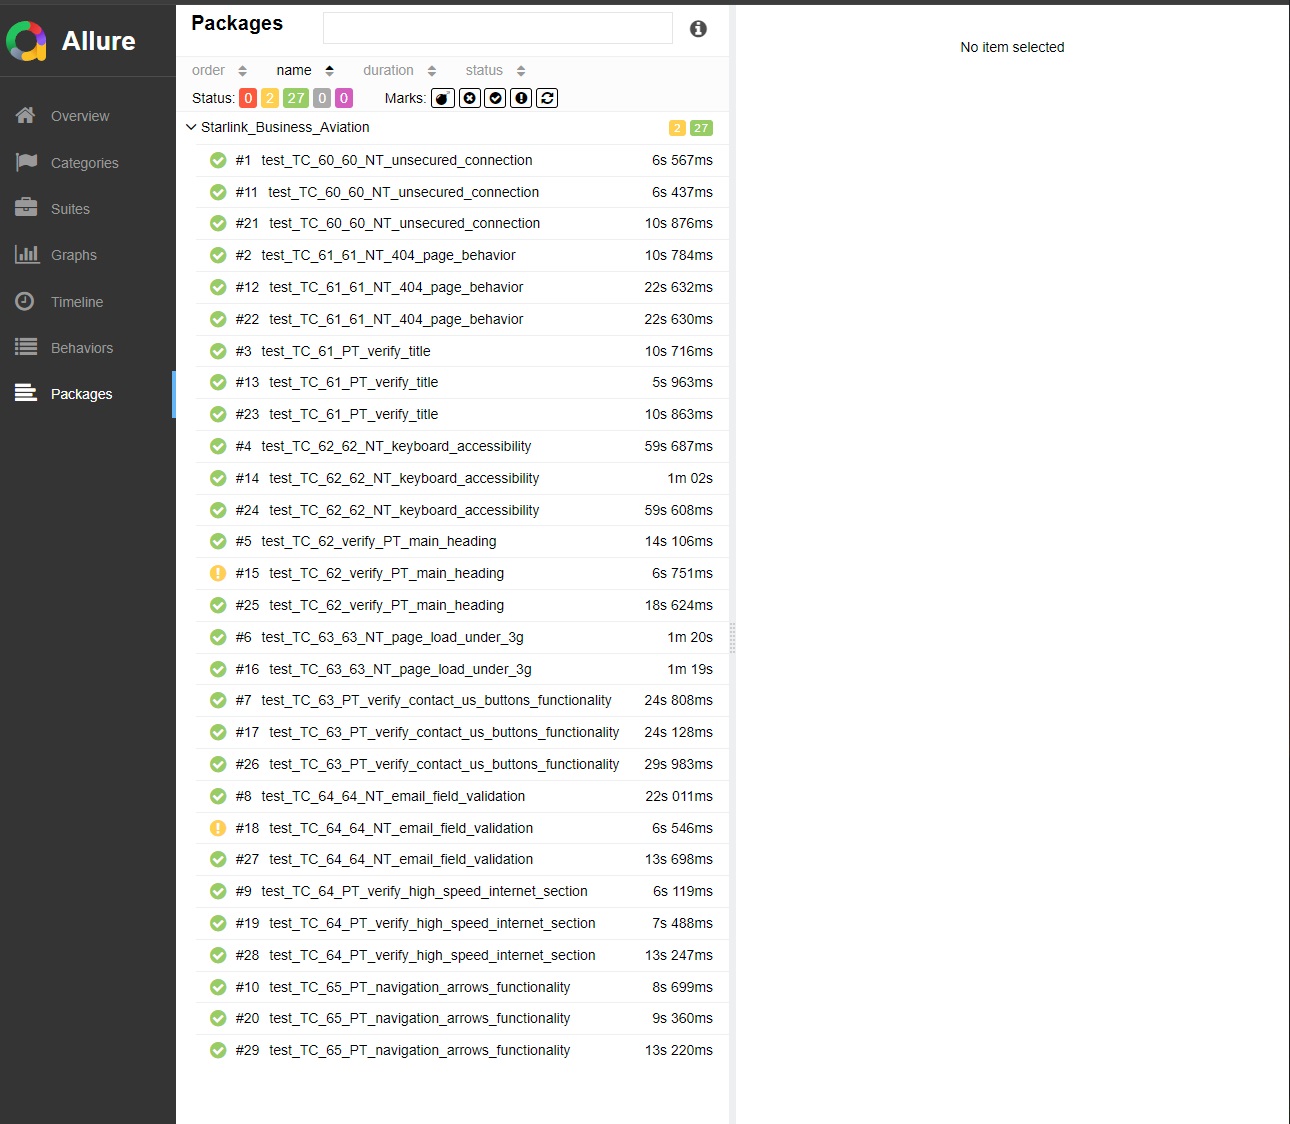 Allure
Overview
Categories
Suites
Graphs
Timeline
Behaviors
Packages
Packages
order name duration status
Status: 0 2 27 0 0 Marks:
Starlink_Business_Aviation 2 27
#1 test_TC_60_60_NT_unsecured_connection 6s 567ms
#11 test_TC_60_60_NT_unsecured_connection 6s 437ms
#21 test_TC_60_60_NT_unsecured_connection 10s 876ms
#2 test_TC_61_61_NT_404_page_behavior 10s 784ms
#12 test_TC_61_61_NT_404_page_behavior 22s 632ms
#22 test_TC_61_61_NT_404_page_behavior 22s 630ms
#3 test_TC_61_PT_verify_title 10s 716ms
#13 test_TC_61_PT_verify_title 5s 963ms
#23 test_TC_61_PT_verify_title 10s 863ms
#4 test_TC_62_62_NT_keyboard_accessibility 59s 687ms
#14 test_TC_62_62_NT_keyboard_accessibility 1m 02s
#24 test_TC_62_62_NT_keyboard_accessibility 59s 608ms
#5 test_TC_62_verify_PT_main_heading 14s 106ms
#15 test_TC_62_verify_PT_main_heading 6s 751ms
#25 test_TC_62_verify_PT_main_heading 18s 624ms
#6 test_TC_63_63_NT_page_load_under_3g 1m 20s
#16 test_TC_63_63_NT_page_load_under_3g 1m 19s
#7 test_TC_63_PT_verify_contact_us_buttons_functionality 24s 808ms
#17 test_TC_63_PT_verify_contact_us_buttons_functionality 24s 128ms
#26 test_TC_63_PT_verify_contact_us_buttons_functionality 29s 983ms
#8 test_TC_64_64_NT_email_field_validation 22s 011ms
#18 test_TC_64_64_NT_email_field_validation 6s 546ms
#27 test_TC_64_64_NT_email_field_validation 13s 698ms
#9 test_TC_64_PT_verify_high_speed_internet_section 6s 119ms
#19 test_TC_64_PT_verify_high_speed_internet_section 7s 488ms
#28 test_TC_64_PT_verify_high_speed_internet_section 13s 247ms
#10 test_TC_65_PT_navigation_arrows_functionality 8s 699ms
#20 test_TC_65_PT_navigation_arrows_functionality 9s 360ms
#29 test_TC_65_PT_navigation_arrows_functionality 13s 220ms
No item selected